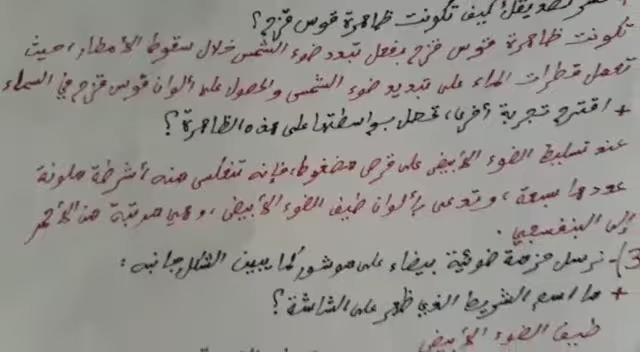 لصديقك كيف تكونت ظاهرة قوس قزح؟
تكونت ظاهرة قوس قزح بفعل تبدد ضوء الشمس خلال سقوط الأمطار، حيث
تعمل قطرات الماء على تبديد ضوء الشمس والحصول على ألوان قوس قزح في السماء
+ اقترح تجربة أخرى، تحصل بواسطتها على هذه الظاهرة؟
عند تسليط الضوء الأبيض على قرص مضغوط، فإنه تنعكس منه أشرطة ملونة
عددها سبعة، وتدعى بألوان طيف الضوء الأبيض، وهي مرتبة من الأحمر
إلى البنفسجي.
3)- نرسل حزمة ضوئية بيضاء على موشور كما يبين الشكل جانبه:
+ ما اسم الشريط الذي ظهر على الشاشة؟
طيف الضوء الأبيض